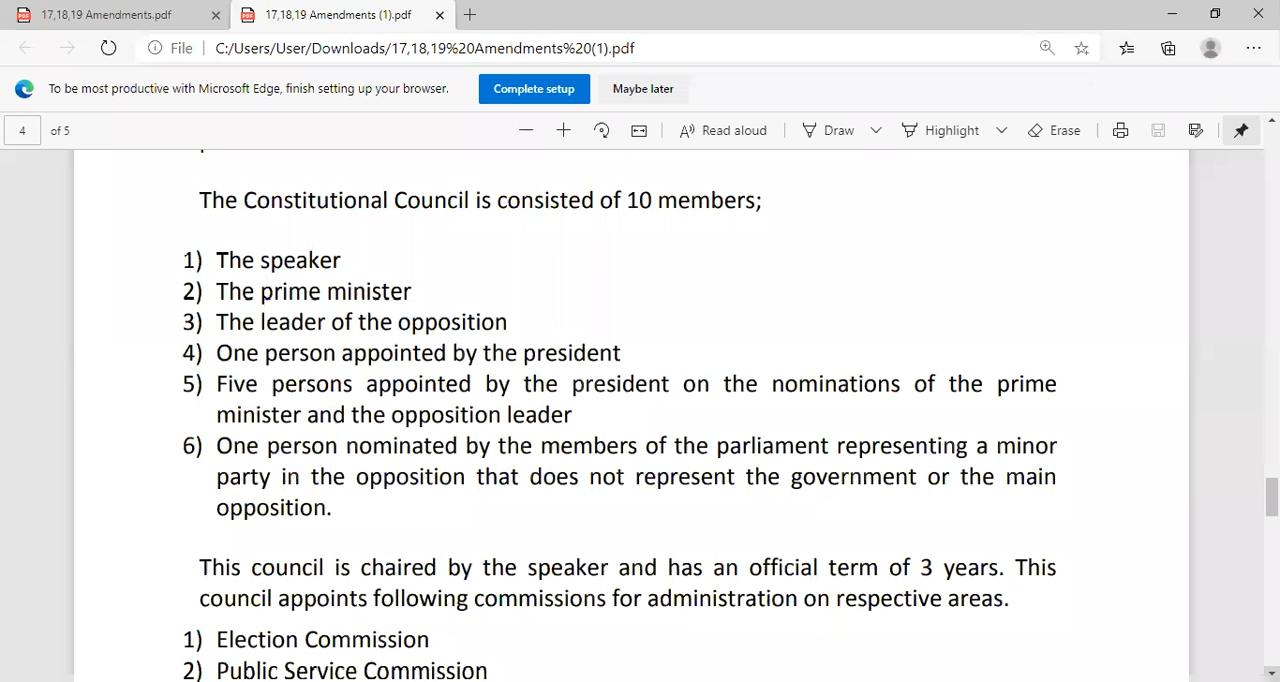 17,18,19 Amendments.pdf
17,18,19 Amendments (1).pdf
File
C:/Users/User/Downloads/17,18,19%20Amendments%20(1).pdf
To be most productive with Microsoft Edge, finish setting up your browser.
Complete setup
Maybe later
4 of 5
Read aloud
Draw
Highlight
Erase
The Constitutional Council is consisted of 10 members;
1) The speaker
2) The prime minister
3) The leader of the opposition
4) One person appointed by the president
5) Five persons appointed by the president on the nominations of the prime
minister and the opposition leader
6) One person nominated by the members of the parliament representing a minor
party in the opposition that does not represent the government or the main
opposition.
This council is chaired by the speaker and has an official term of 3 years. This
council appoints following commissions for administration on respective areas.
1) Election Commission
2) Public Service Commission